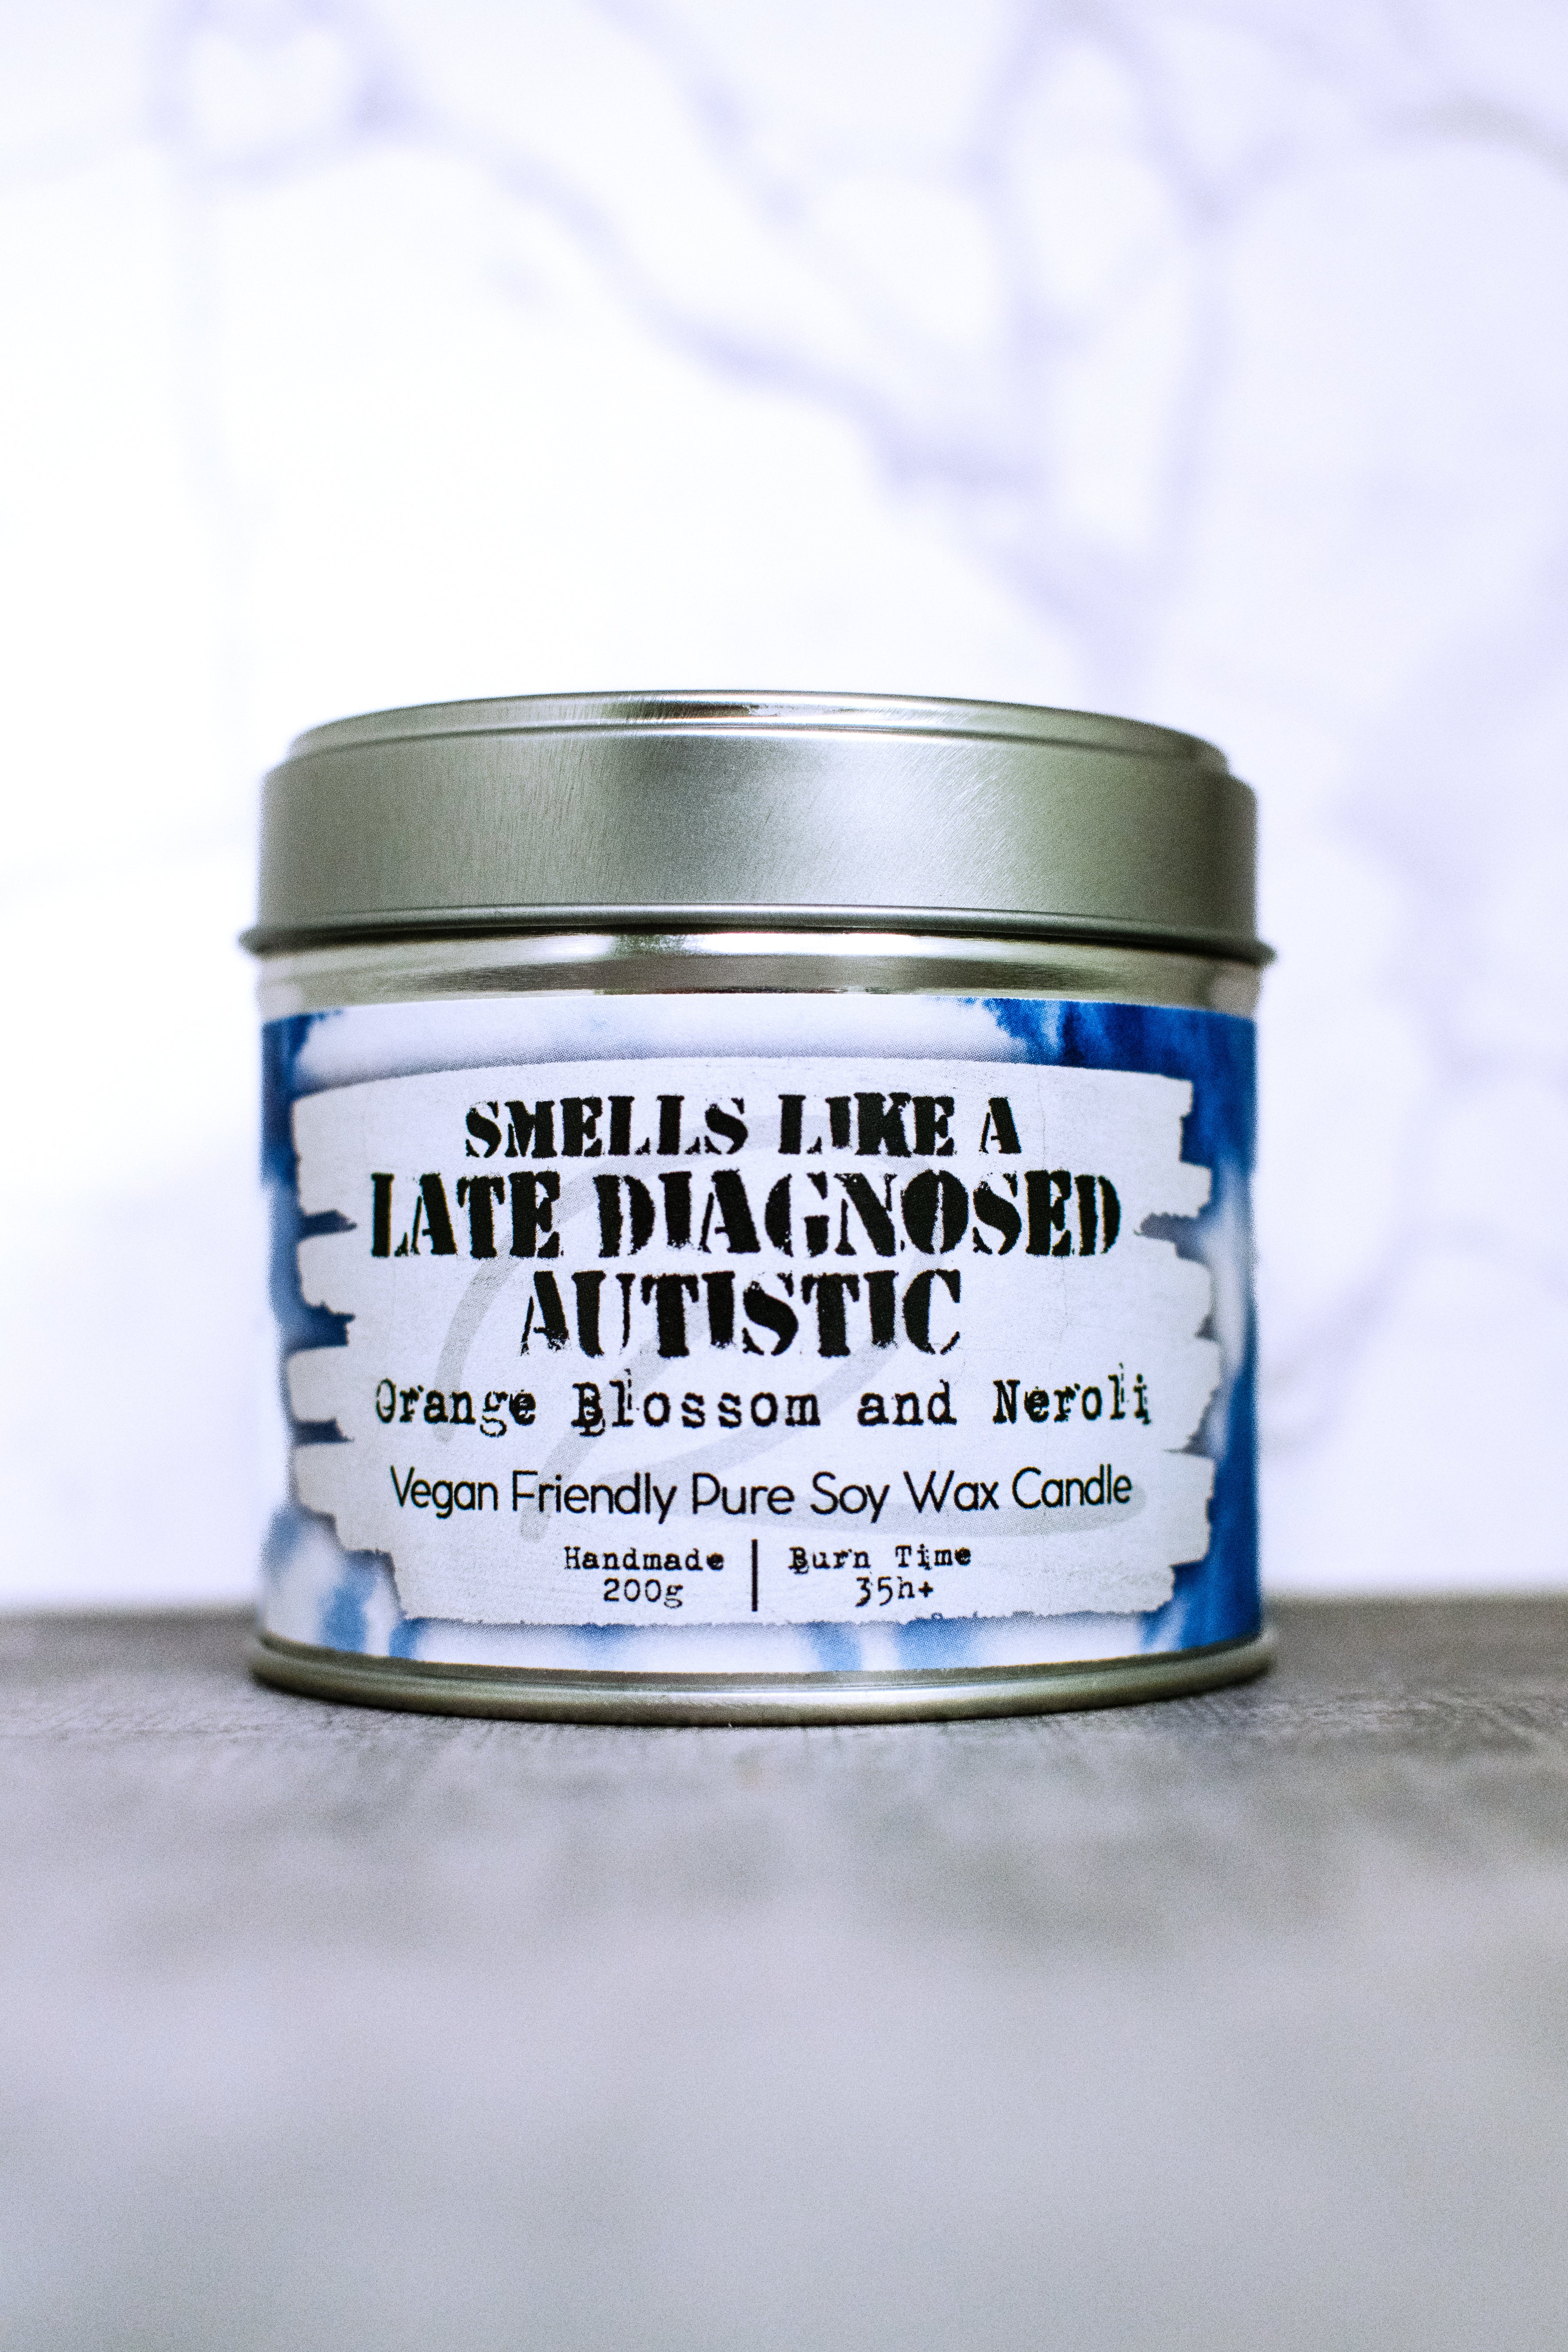 SMELLS LIKE A
LATE DIAGNOSED
AUTISTIC
Orange Blossom and Neroli
Vegan Friendly Pure Soy Wax Candle
Handmade
200g
Burn Time
35h+